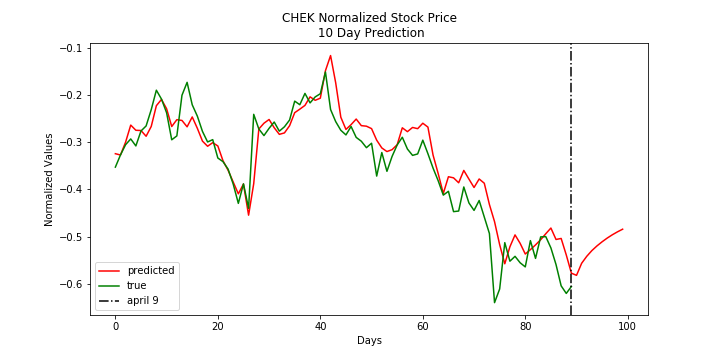 CHEK Normalized Stock Price
10 Day Prediction
Normalized Values
−0.1
−0.2
−0.3
−0.4
−0.5
−0.6
predicted
true
april 9
0 20 40 60 80 100
Days